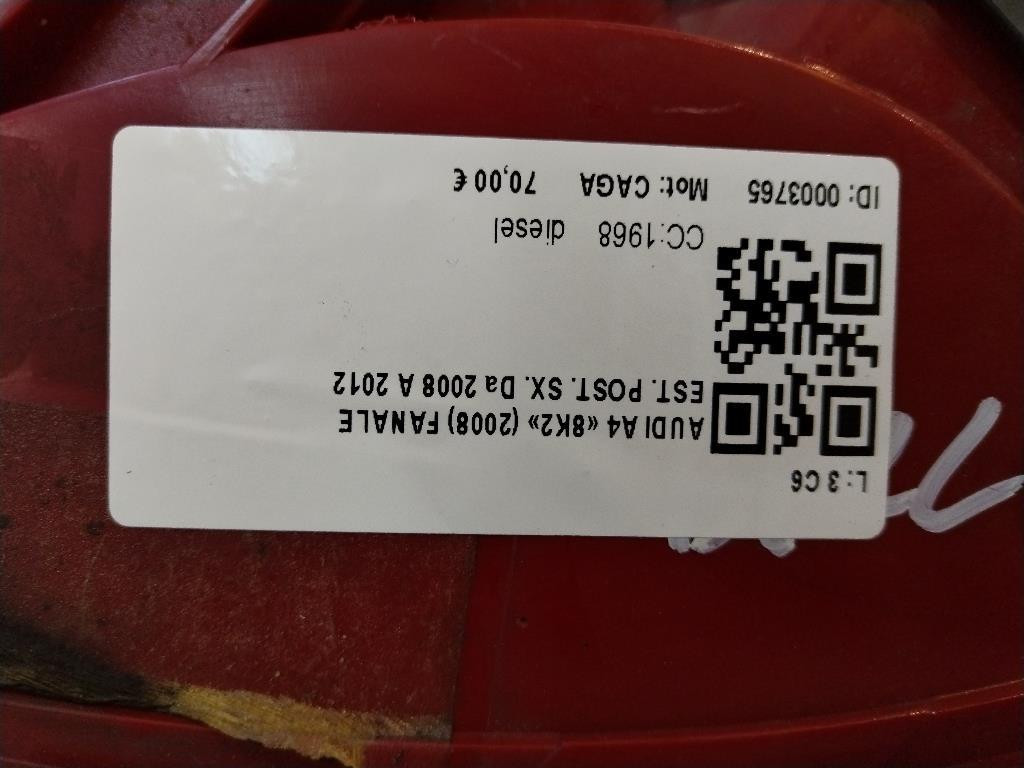 L: 3 C6
AUDI A4 «8K2» (2008) FANALE
EST. POST. SX. Da 2008 A 2012
CC:1968 diesel
ID: 0003765 Mot: CAGA 70,00 €